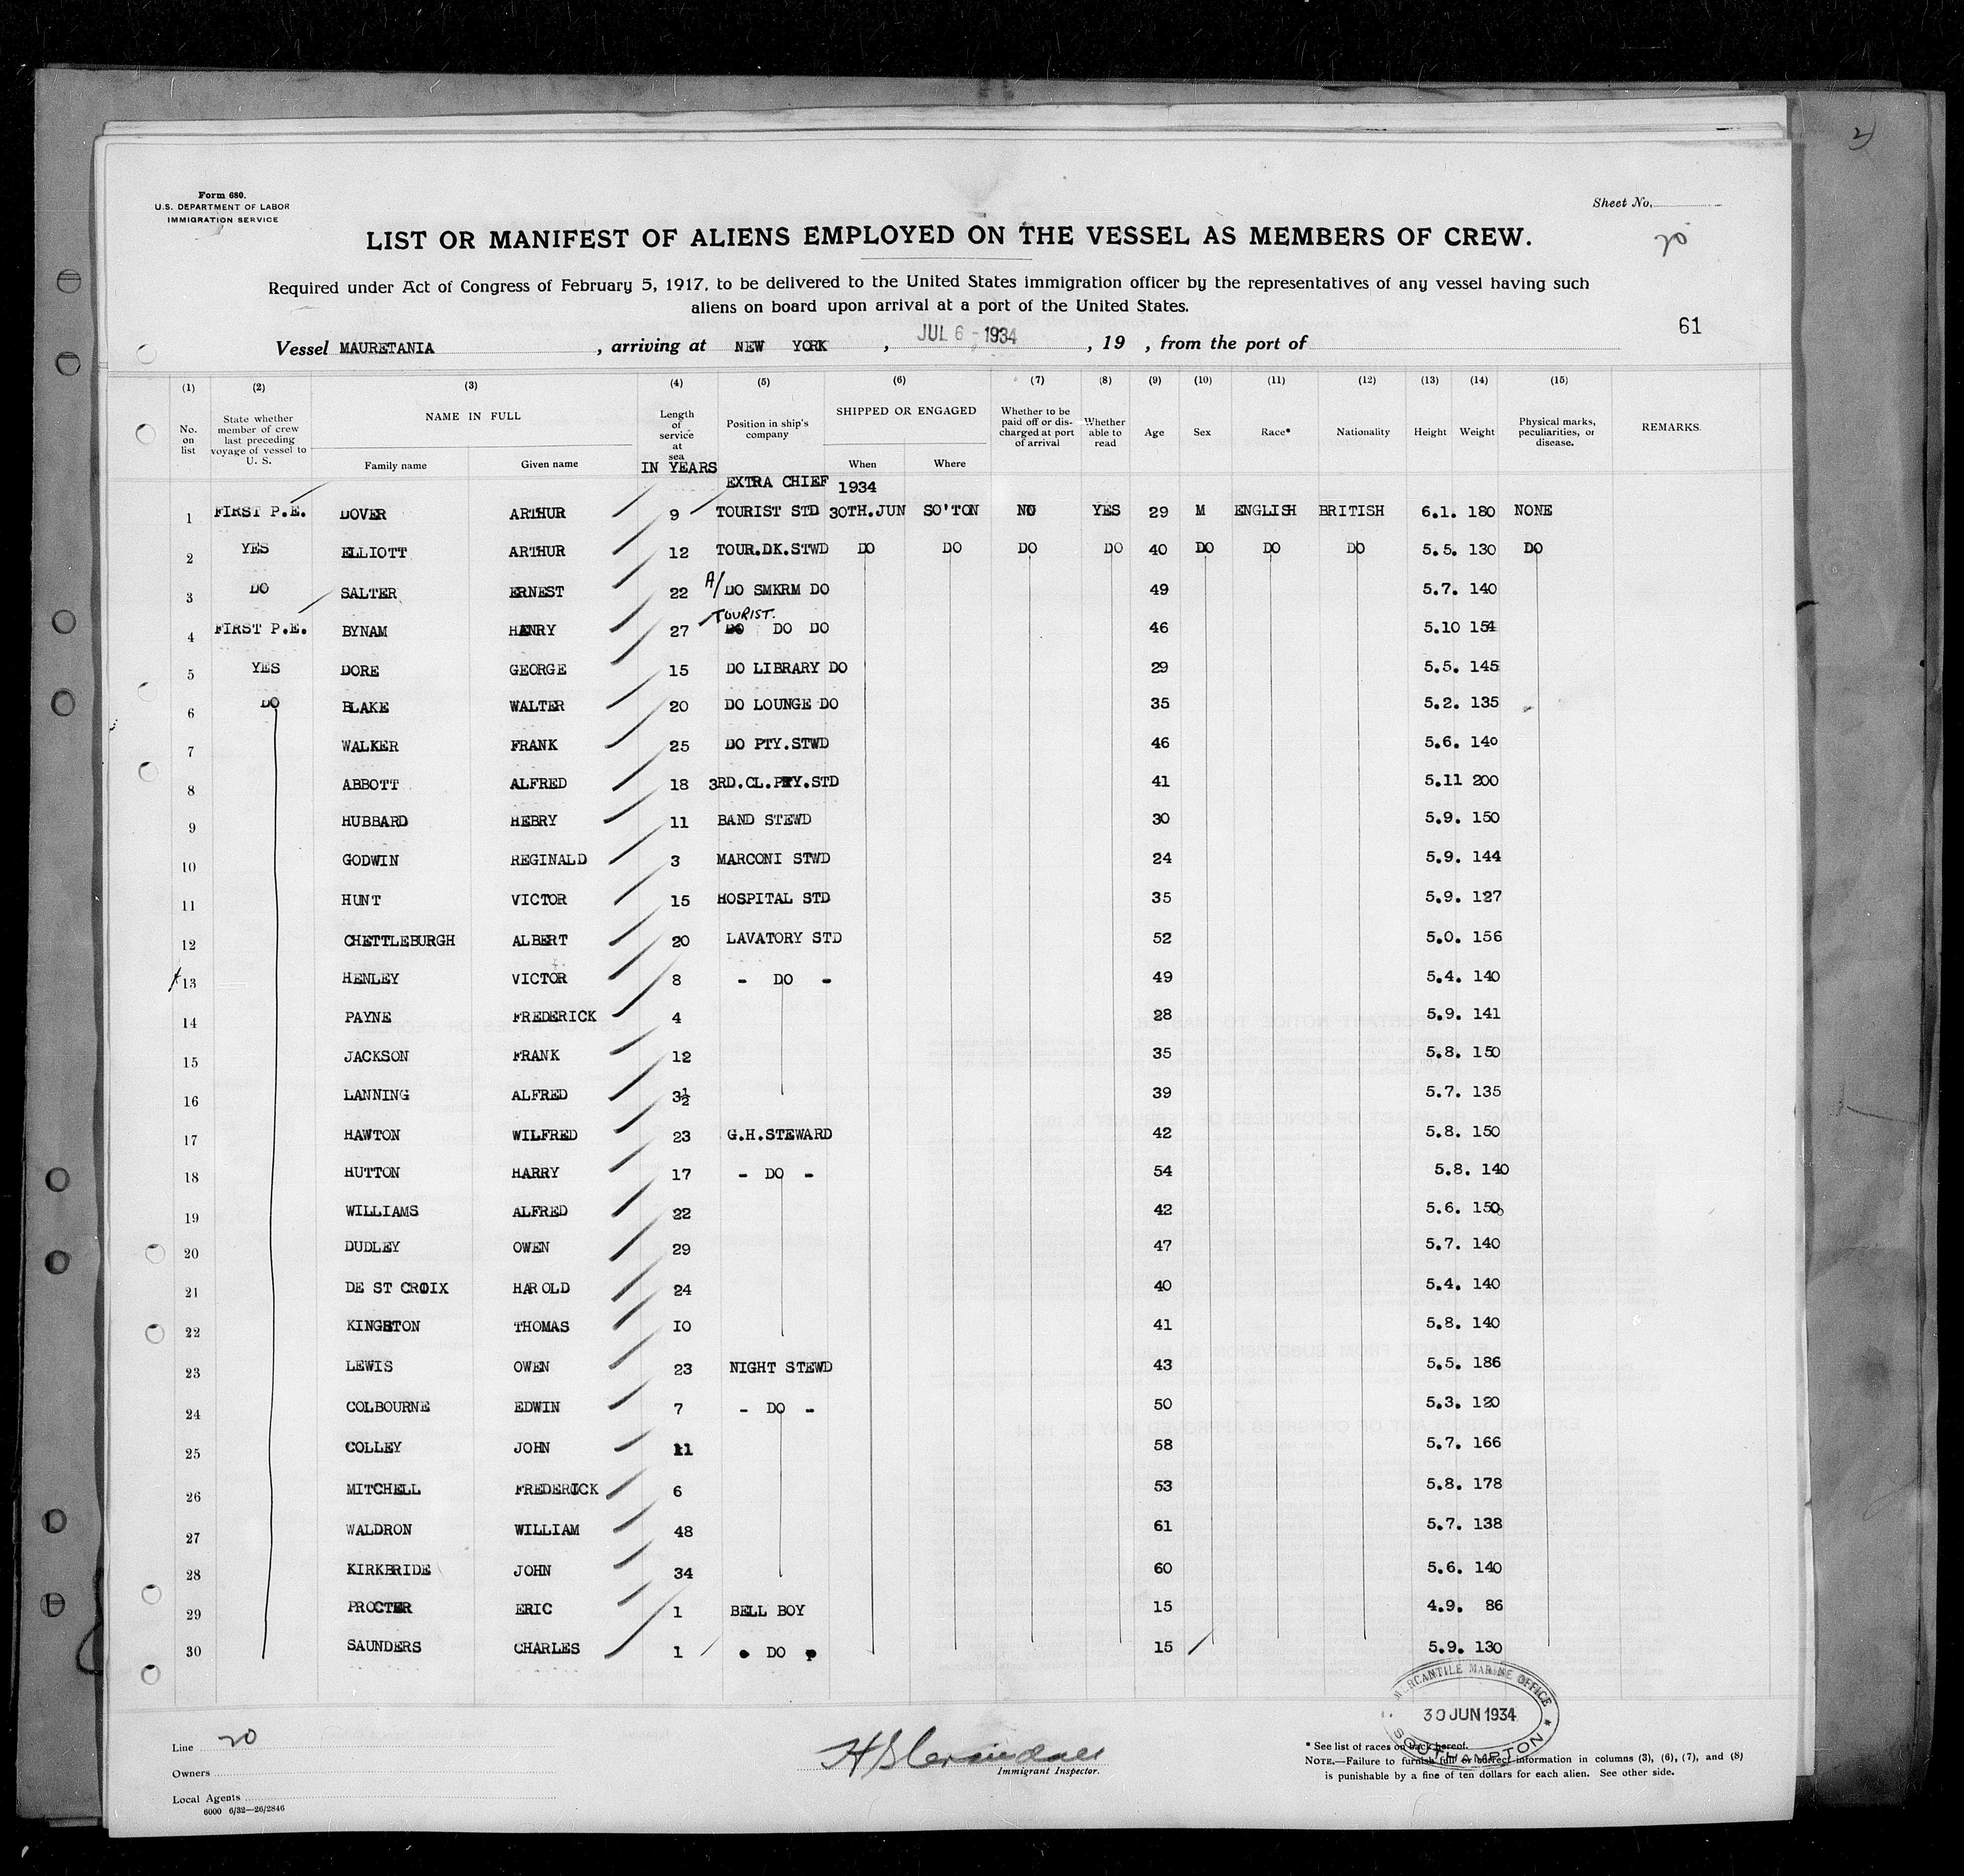 Form 680.
U.S. DEPARTMENT OF LABOR
IMMIGRATION SERVICE
Sheet No.
20
LIST OR MANIFEST OF ALIENS EMPLOYED ON THE VESSEL AS MEMBERS OF CREW.
Required under Act of Congress of February 5, 1917, to be delivered to the United States immigration officer by the representatives of any vessel having such
aliens on board upon arrival at a port of the United States.
61
Vessel MAURETANIA, arriving at NEW YORK, JUL 6 - 1934, 19 , from the port of
(1) (2) (3) (4) (5) (6) (7) (8) (9) (10) (11) (12) (13) (14) (15)
No. on list State whether member of crew last preceding voyage of vessel to U. S. NAME IN FULL Family name Given name Length of service at sea IN YEARS Position in ship's company SHIPPED OR ENGAGED When Where Whether to be paid off or discharged at port of arrival Whether able to read Age Sex Race* Nationality Height Weight Physical marks, peculiarities, or disease. REMARKS.
EXTRA CHIEF 1934
1 FIRST P.E. DOVER ARTHUR 9 TOURIST STD 30TH.JUN SO'TON NO YES 29 M ENGLISH BRITISH 6.1. 180 NONE
2 YES ELLIOTT ARTHUR 12 TOUR.DK.STWD DO DO DO DO 40 DO DO DO 5.5. 130 DO
3 DO SALTER ERNEST 22 A/ DO SMKRM DO 49 5.7. 140
TOURIST.
4 FIRST P.E. BYNAM HENRY 27 DO DO DO 46 5.10 154
5 YES DORE GEORGE 15 DO LIBRARY DO 29 5.5. 145
6 DO BLAKE WALTER 20 DO LOUNGE DO 35 5.2. 135
7 WALKER FRANK 25 DO PTY.STWD 46 5.6. 140
8 ABBOTT ALFRED 18 3RD.CL.PTY.STD 41 5.11 200
9 HUBBARD HEBRY 11 BAND STEWD 30 5.9. 150
10 GODWIN REGINALD 3 MARCONI STWD 24 5.9. 144
11 HUNT VICTOR 15 HOSPITAL STD 35 5.9. 127
12 CHETTLEBURGH ALBERT 20 LAVATORY STD 52 5.0. 156
13 HENLEY VICTOR 8 - DO - 49 5.4. 140
14 PAYNE FREDERICK 4 28 5.9. 141
15 JACKSON FRANK 12 35 5.8. 150
16 LANNING ALFRED 3½ 39 5.7. 135
17 HAWTON WILFRED 23 G.H.STEWARD 42 5.8. 150
18 HUTTON HARRY 17 - DO - 54 5.8. 140
19 WILLIAMS ALFRED 22 42 5.6. 150
20 DUDLEY OWEN 29 47 5.7. 140
21 DE ST CROIX HAROLD 24 40 5.4. 140
22 KINGSTON THOMAS IO 41 5.8. 140
23 LEWIS OWEN 23 NIGHT STEWD 43 5.5. 186
24 COLBOURNE EDWIN 7 - DO - 50 5.3. 120
25 COLLEY JOHN 11 58 5.7. 166
26 MITCHELL FREDERICK 6 53 5.8. 178
27 WALDRON WILLIAM 48 61 5.7. 138
28 KIRKBRIDE JOHN 34 60 5.6. 140
29 PROCTER ERIC 1 BELL BOY 15 4.9. 86
30 SAUNDERS CHARLES 1 DO 15 5.9. 130
MERCANTILE MARINE OFFICE
30 JUN 1934
SOUTHAMPTON
Line 20
Owners
Local Agents
6000 6/32—26/2846
Immigrant Inspector.
* See list of races on back hereof.
NOTE.—Failure to furnish full or correct information in columns (3), (6), (7), and (8)
is punishable by a fine of ten dollars for each alien. See other side.